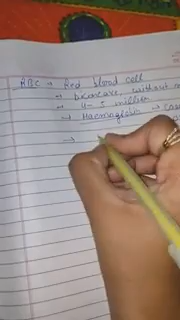 RBC → Red blood cell
→ biconcave, without
→ 4-5 million
→ Haemoglobin →
→